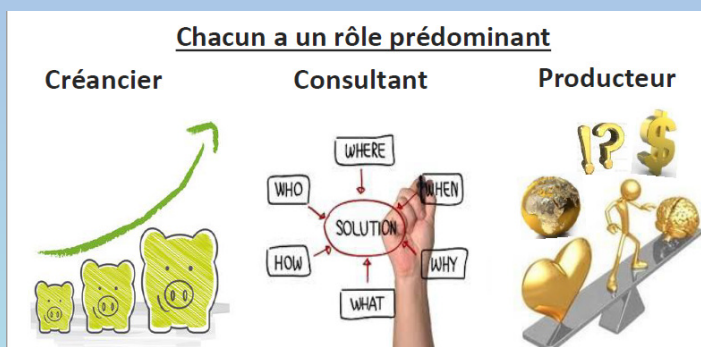 Chacun a un rôle prédominant
Créancier
Consultant
Producteur
WHERE
WHO
WHEN
SOLUTION
HOW
WHY
WHAT
!?
$